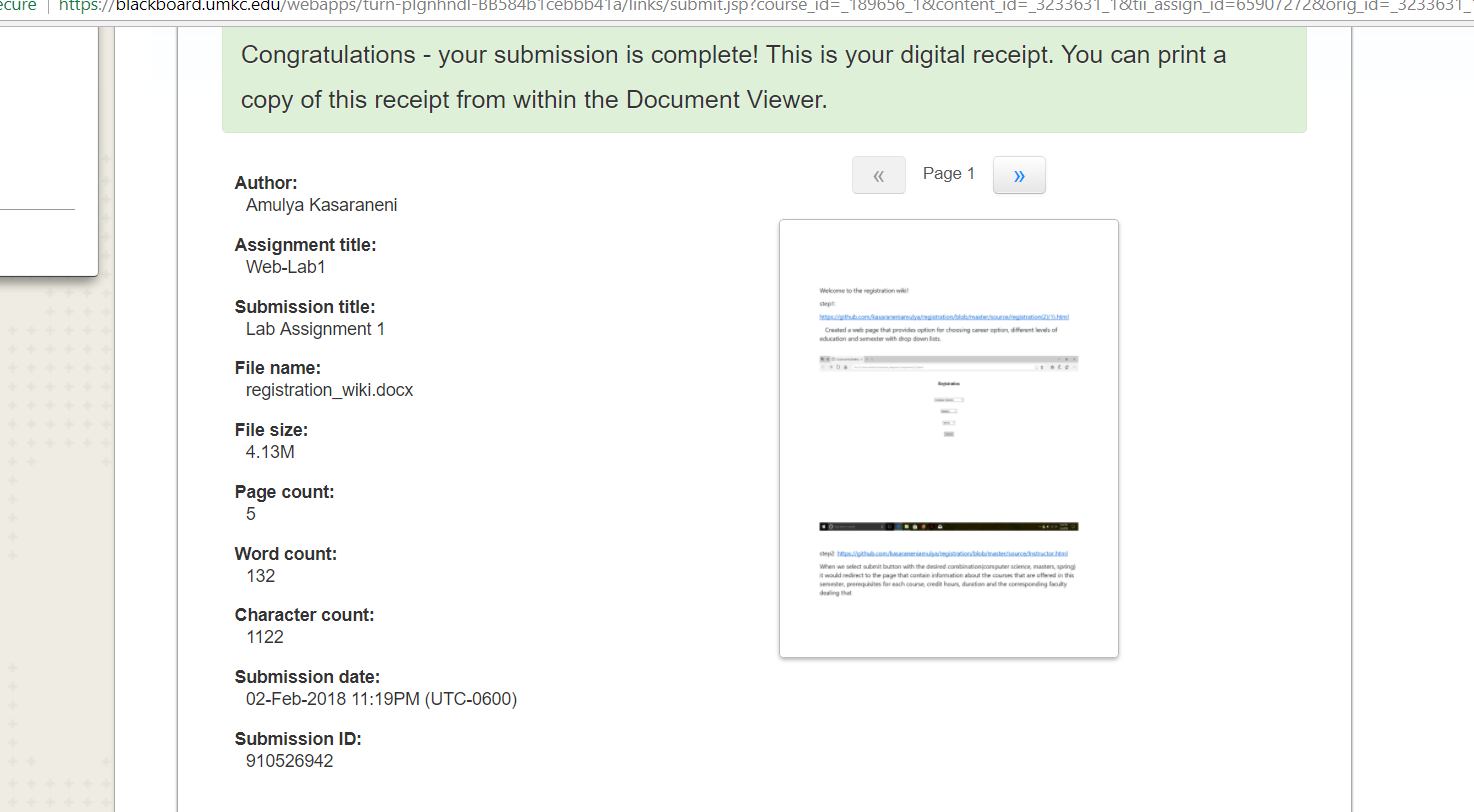 ecure https://blackboard.umkc.edu/webapps/turn-plgnhndl-BB584b1cebbb41a/links/submit.jsp?course_id=_189656_1&content_id=_3233631_1&tii_assign_id=65907272&orig_id=_3233631_
Congratulations - your submission is complete! This is your digital receipt. You can print a
copy of this receipt from within the Document Viewer.
« Page 1 »
Author:
Amulya Kasaraneni
Assignment title:
Web-Lab1
Submission title:
Lab Assignment 1
File name:
registration_wiki.docx
File size:
4.13M
Page count:
5
Word count:
132
Character count:
1122
Submission date:
02-Feb-2018 11:19PM (UTC-0600)
Submission ID:
910526942
Welcome to the registration wiki!
step1:
https://github.com/kasaraneniamulya/registration/blob/master/source/registration(2)(1).html
Created a web page that provides option for choosing career option, different levels of
education and semester with drop down lists.
Registration
step2: https://github.com/kasaraneniamulya/registration/blob/master/source/Instructor.html
When we select submit button with the desired combination(computer science, masters, spring)
it would redirect to the page that contain information about the courses that are offered in this
semester, prerequisites for each course, credit hours, duration and the corresponding faculty
dealing that